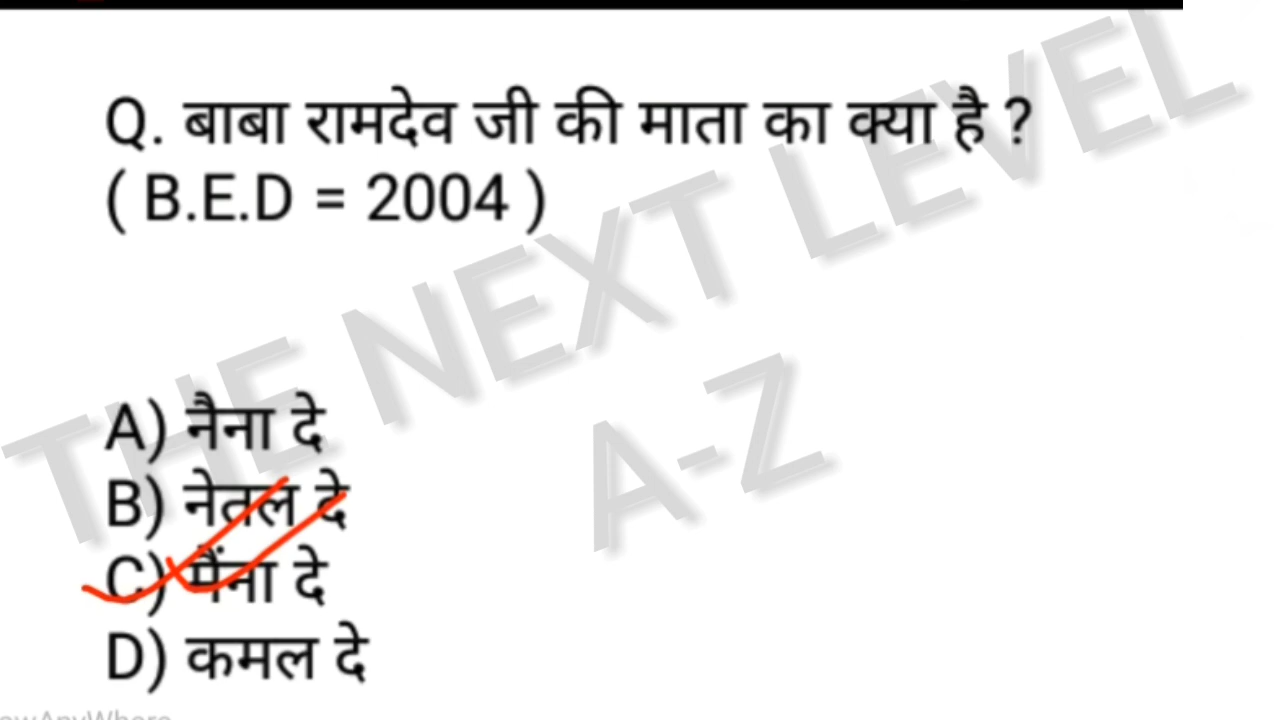 Q. बाबा रामदेव जी की माता का क्या है ?
( B.E.D = 2004 )
A) नैना दे
B) नेतल दे
C) मैंना दे
D) कमल दे
THE NEXT LEVEL
A-Z